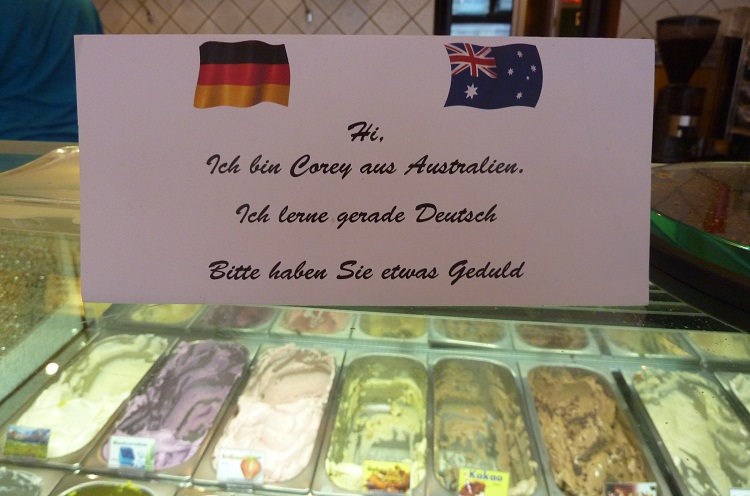 Hi,
Ich bin Corey aus Australien.
Ich lerne gerade Deutsch
Bitte haben Sie etwas Geduld
Kakao